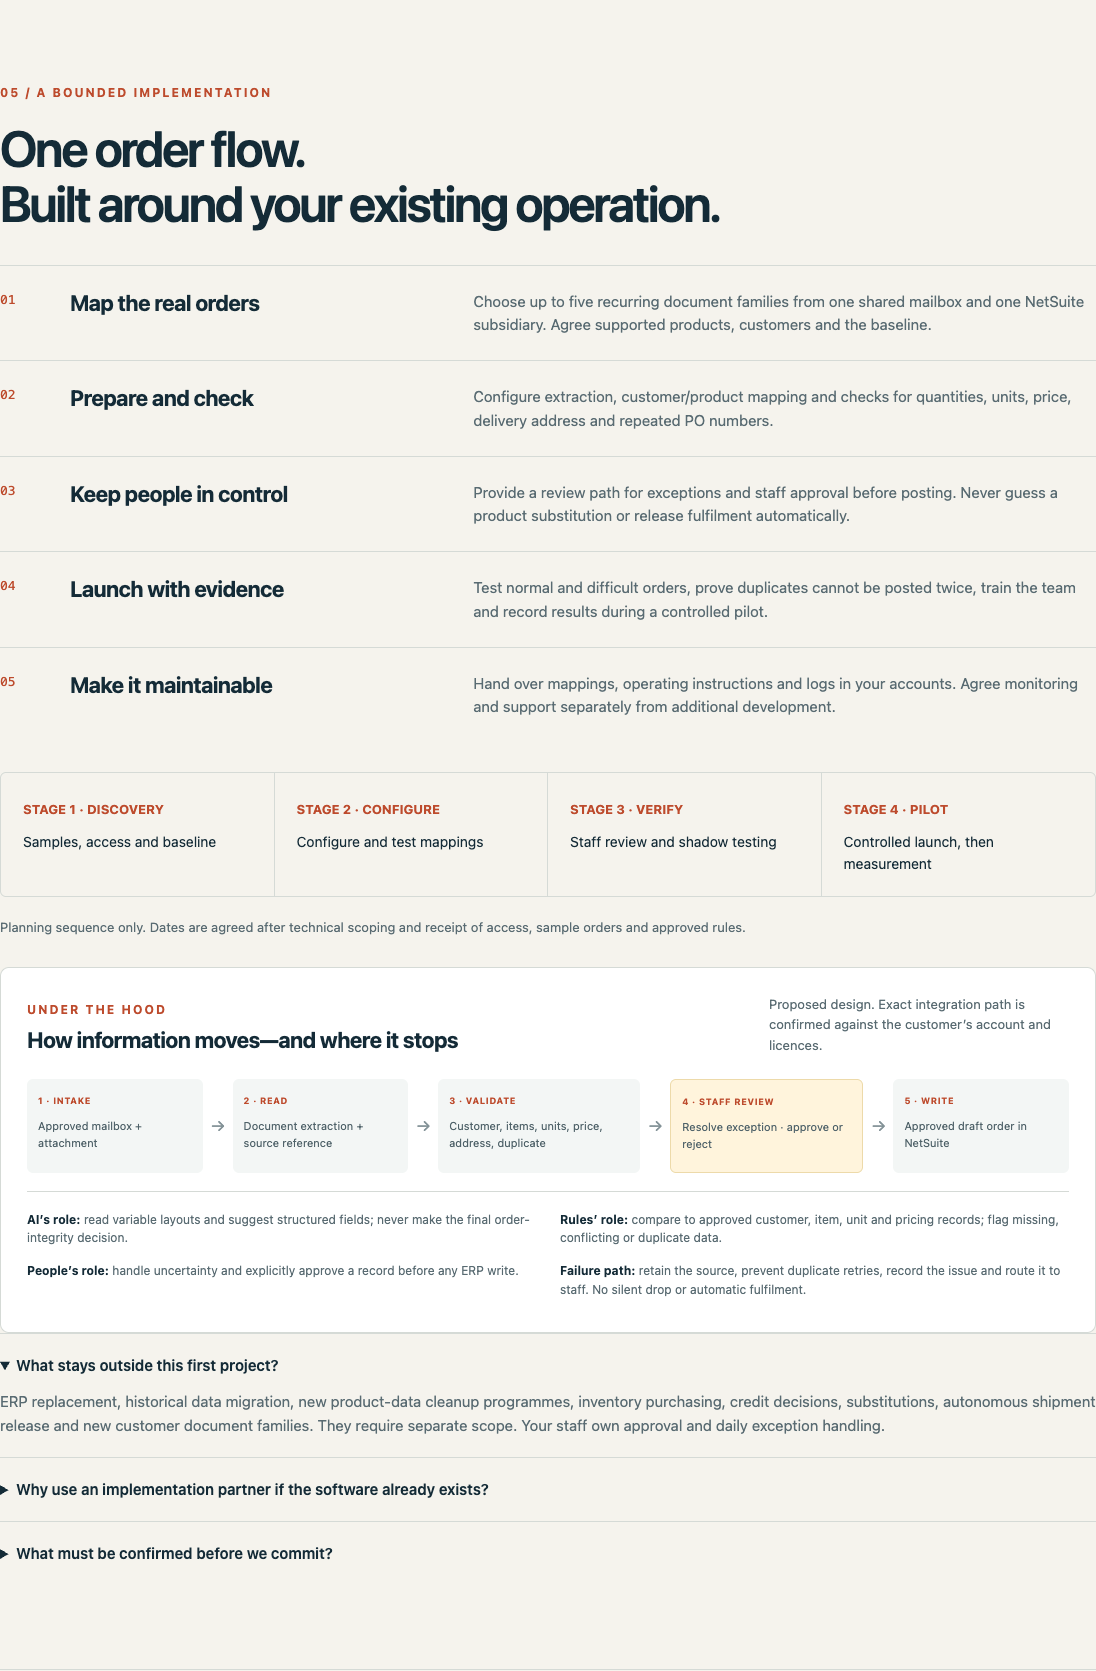 05 / A BOUNDED IMPLEMENTATION
One order flow.
Built around your existing operation.
01
Map the real orders
Choose up to five recurring document families from one shared mailbox and one NetSuite
subsidiary. Agree supported products, customers and the baseline.
02
Prepare and check
Configure extraction, customer/product mapping and checks for quantities, units, price,
delivery address and repeated PO numbers.
03
Keep people in control
Provide a review path for exceptions and staff approval before posting. Never guess a
product substitution or release fulfilment automatically.
04
Launch with evidence
Test normal and difficult orders, prove duplicates cannot be posted twice, train the team
and record results during a controlled pilot.
05
Make it maintainable
Hand over mappings, operating instructions and logs in your accounts. Agree monitoring
and support separately from additional development.
STAGE 1 · DISCOVERY
Samples, access and baseline
STAGE 2 · CONFIGURE
Configure and test mappings
STAGE 3 · VERIFY
Staff review and shadow testing
STAGE 4 · PILOT
Controlled launch, then
measurement
Planning sequence only. Dates are agreed after technical scoping and receipt of access, sample orders and approved rules.
UNDER THE HOOD
How information moves—and where it stops
Proposed design. Exact integration path is
confirmed against the customer's account and
licences.
1 · INTAKE
Approved mailbox +
attachment
→
2 · READ
Document extraction +
source reference
→
3 · VALIDATE
Customer, items, units, price,
address, duplicate
→
4 · STAFF REVIEW
Resolve exception · approve or
reject
→
5 · WRITE
Approved draft order in
NetSuite
AI's role: read variable layouts and suggest structured fields; never make the final order-
integrity decision.
Rules' role: compare to approved customer, item, unit and pricing records; flag missing,
conflicting or duplicate data.
People's role: handle uncertainty and explicitly approve a record before any ERP write.
Failure path: retain the source, prevent duplicate retries, record the issue and route it to
staff. No silent drop or automatic fulfilment.
▼ What stays outside this first project?
ERP replacement, historical data migration, new product-data cleanup programmes, inventory purchasing, credit decisions, substitutions, autonomous shipment
release and new customer document families. They require separate scope. Your staff own approval and daily exception handling.
▶ Why use an implementation partner if the software already exists?
▶ What must be confirmed before we commit?